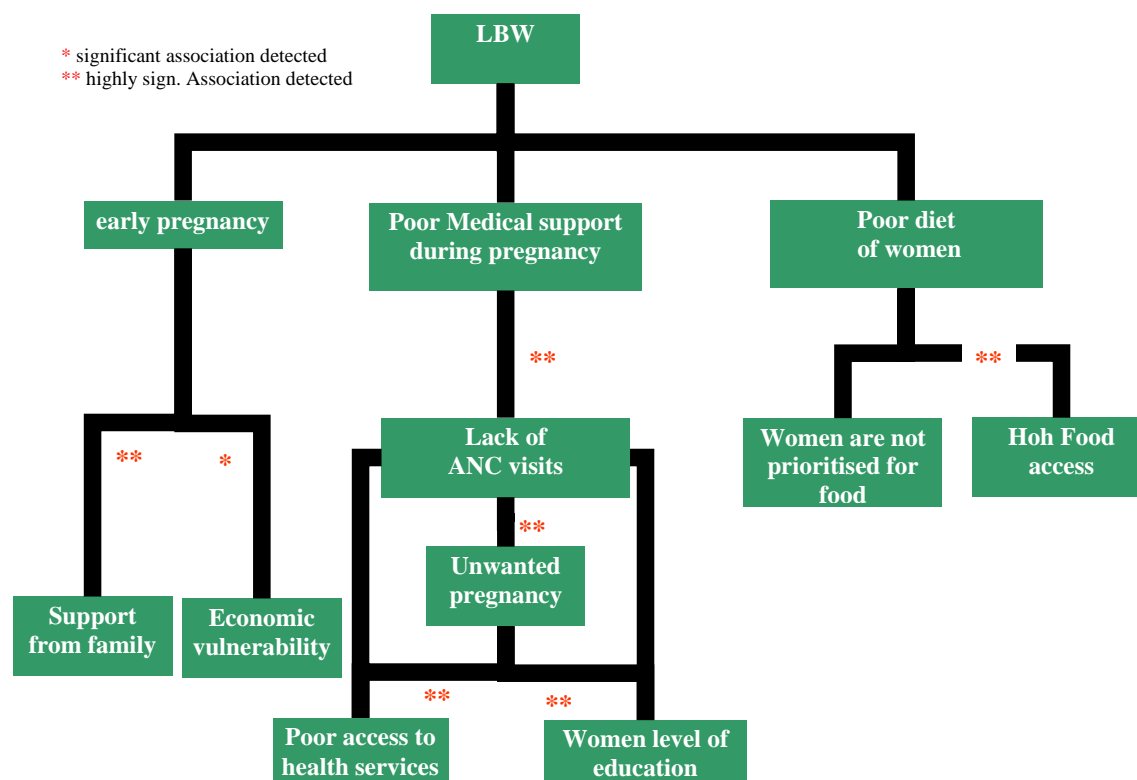 LBW
* significant association detected
** highly sign. Association detected
early pregnancy
Poor Medical support
during pregnancy
Poor diet
of women
**
**
Lack of
ANC visits
Women are not
prioritised for
food
Hoh Food
access
**
*
**
Unwanted
pregnancy
Support
from family
Economic
vulnerability
**
**
Poor access to
health services
Women level of
education